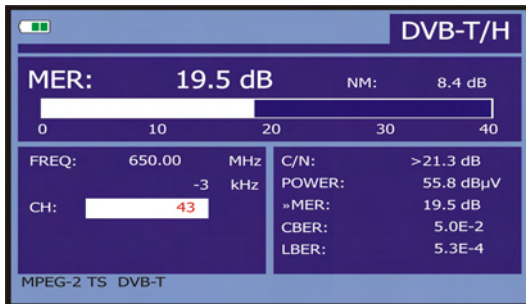 DVB-T/H
MER: 19.5 dB NM: 8.4 dB
0 10 20 30 40
FREQ: 650.00 MHz
-3 kHz
CH: 43
C/N: >21.3 dB
POWER: 55.8 dBµV
»MER: 19.5 dB
CBER: 5.0E-2
LBER: 5.3E-4
MPEG-2 TS DVB-T